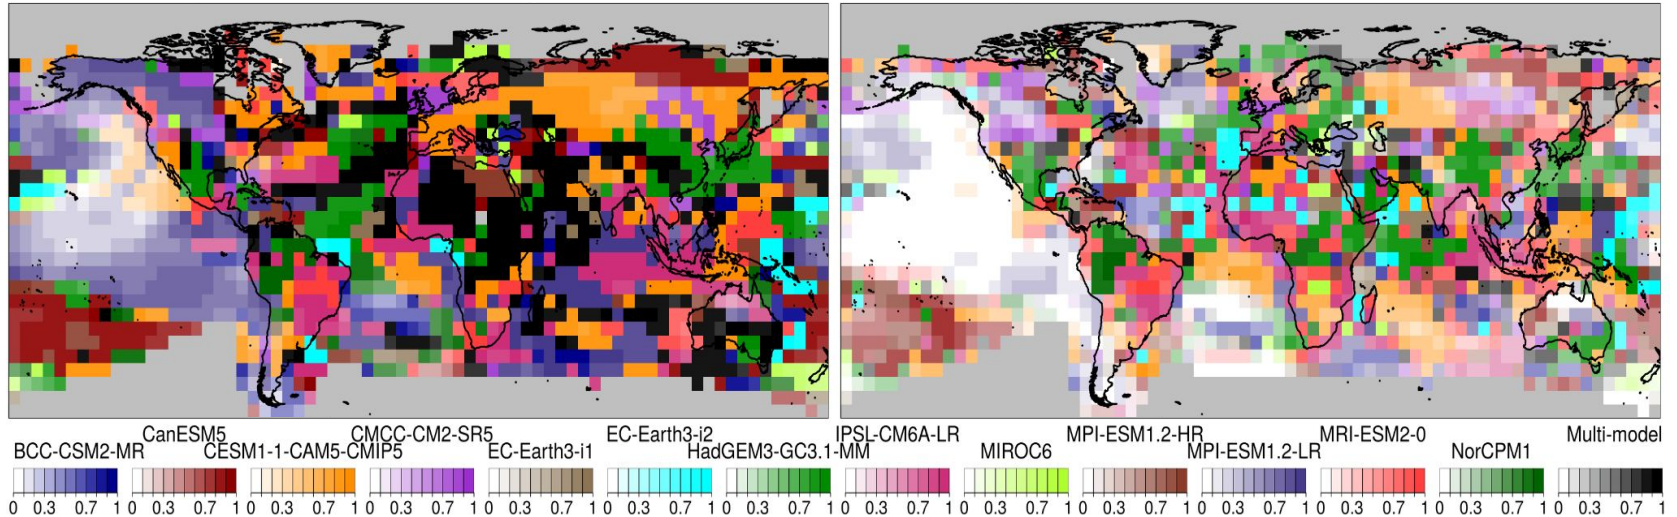 CanESM5 CMCC-CM2-SR5 EC-Earth3-i2 IPSL-CM6A-LR MPI-ESM1.2-HR MRI-ESM2-0 Multi-model
BCC-CSM2-MR CESM1-1-CAM5-CMIP5 EC-Earth3-i1 HadGEM3-GC3.1-MM MIROC6 MPI-ESM1.2-LR NorCPM1
0 0.3 0.7 1 0 0.3 0.7 1 0 0.3 0.7 1 0 0.3 0.7 1 0 0.3 0.7 1 0 0.3 0.7 1 0 0.3 0.7 1 0 0.3 0.7 1 0 0.3 0.7 1 0 0.3 0.7 1 0 0.3 0.7 1 0 0.3 0.7 1 0 0.3 0.7 1 0 0.3 0.7 1